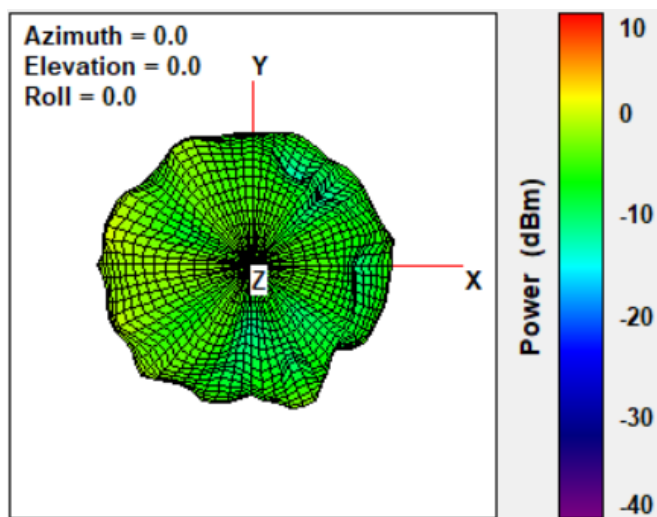 Azimuth = 0.0
Elevation = 0.0
Roll = 0.0
Y
X
Z
Power (dBm)
10
0
-10
-20
-30
-40